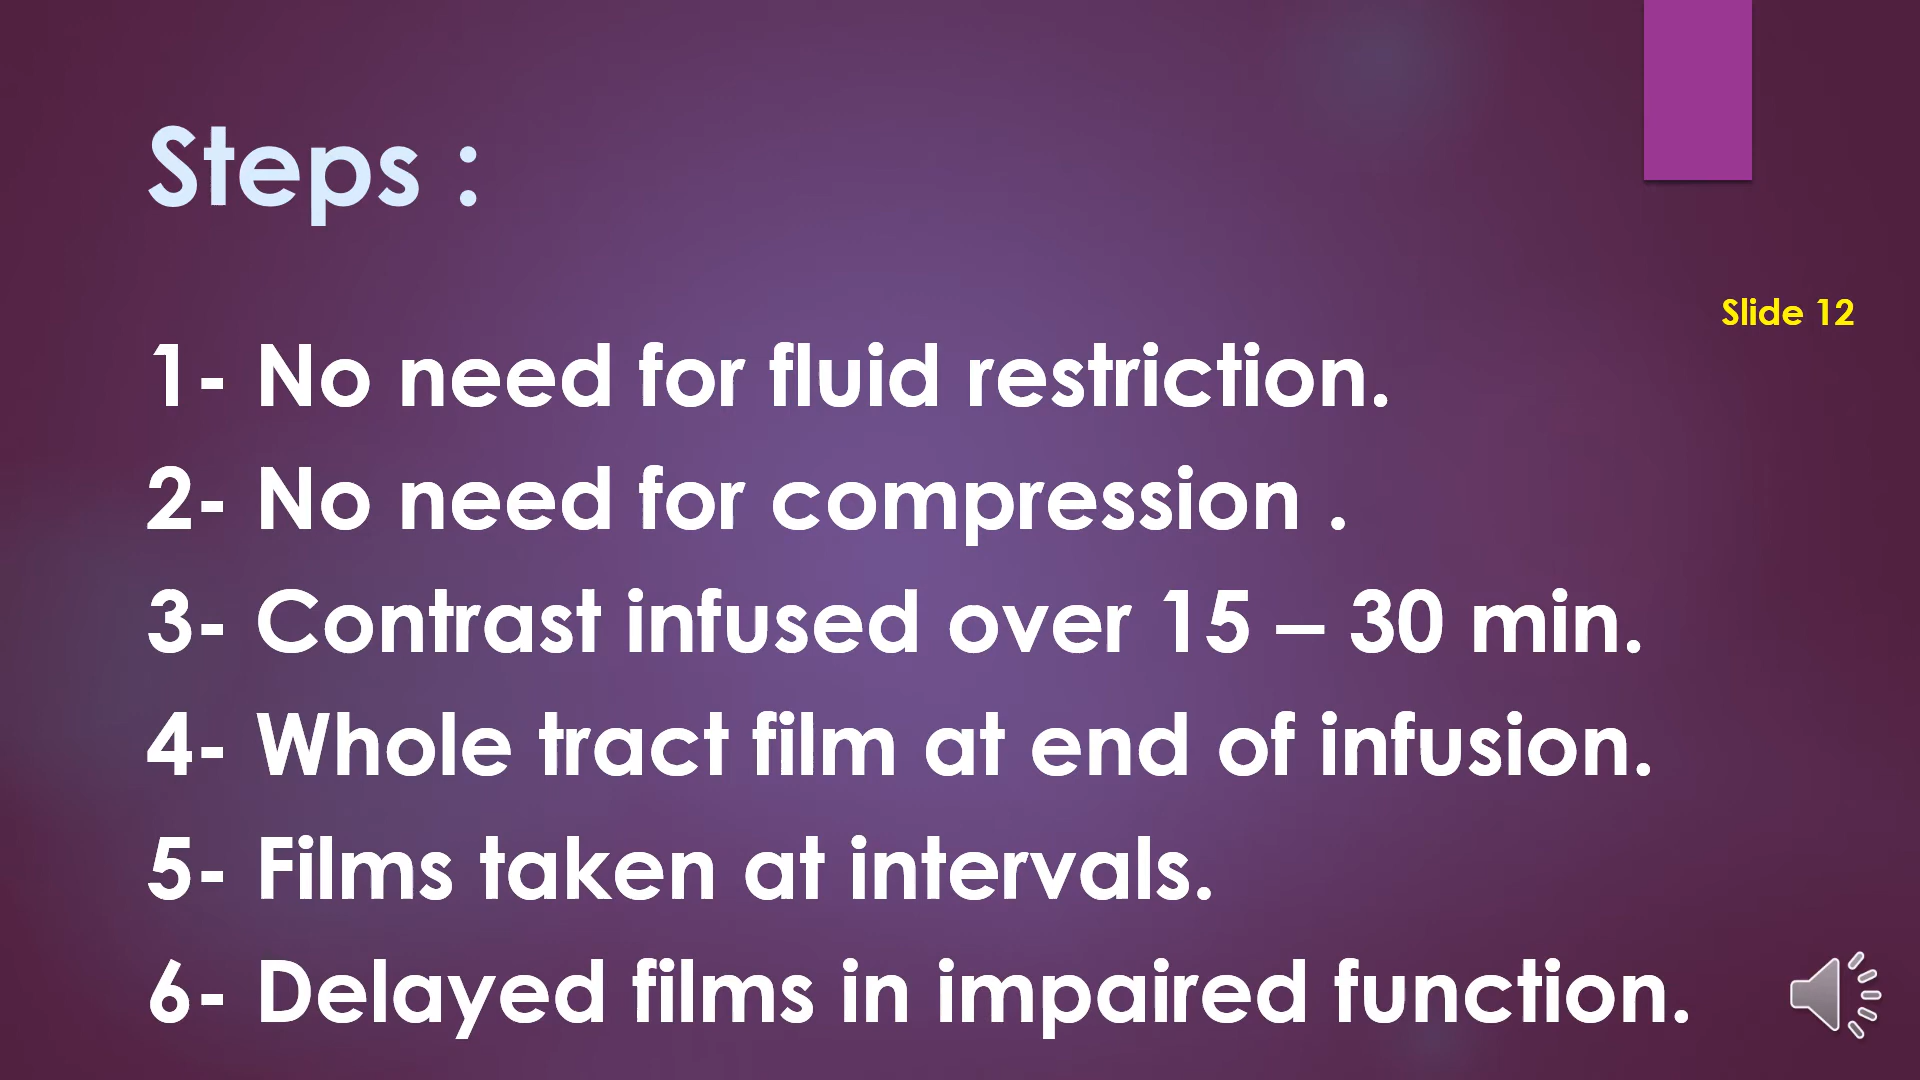 Steps :
Slide 12
1- No need for fluid restriction.
2- No need for compression .
3- Contrast infused over 15 – 30 min.
4- Whole tract film at end of infusion.
5- Films taken at intervals.
6- Delayed films in impaired function.